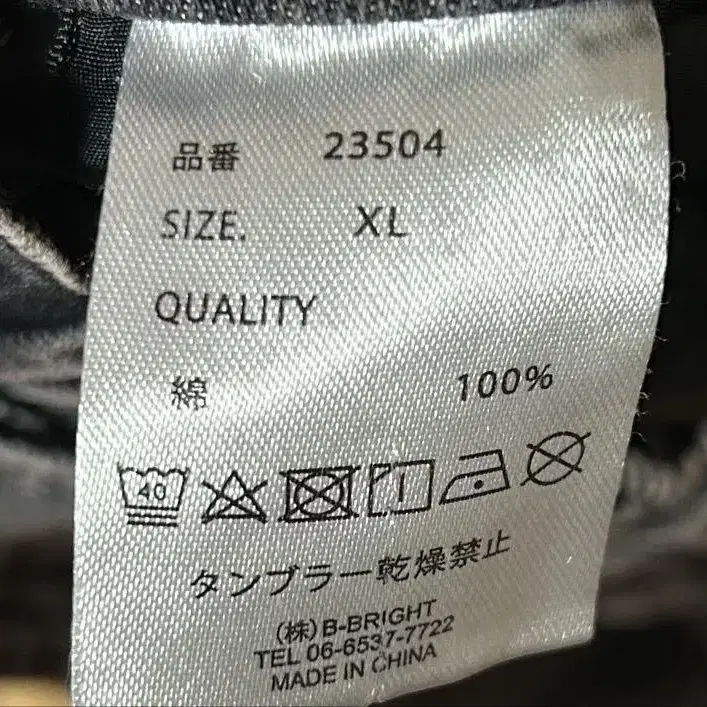 品番 23504
SIZE. XL
QUALITY
綿 100%
40
タンブラー乾燥禁止
(株)B-BRIGHT
TEL 06-6537-7722
MADE IN CHINA